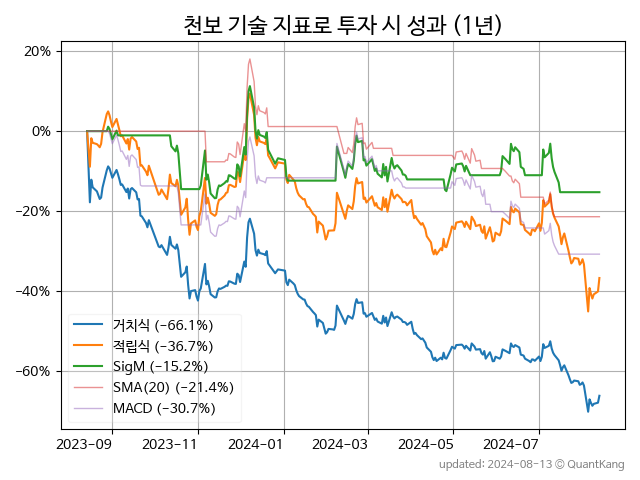 천보 기술 지표로 투자 시 성과 (1년)
20%
0%
−20%
−40%
−60%
거치식 (−66.1%)
적립식 (−36.7%)
SigM (−15.2%)
SMA(20) (−21.4%)
MACD (−30.7%)
2023-09 2023-11 2024-01 2024-03 2024-05 2024-07
updated: 2024-08-13 © QuantKang